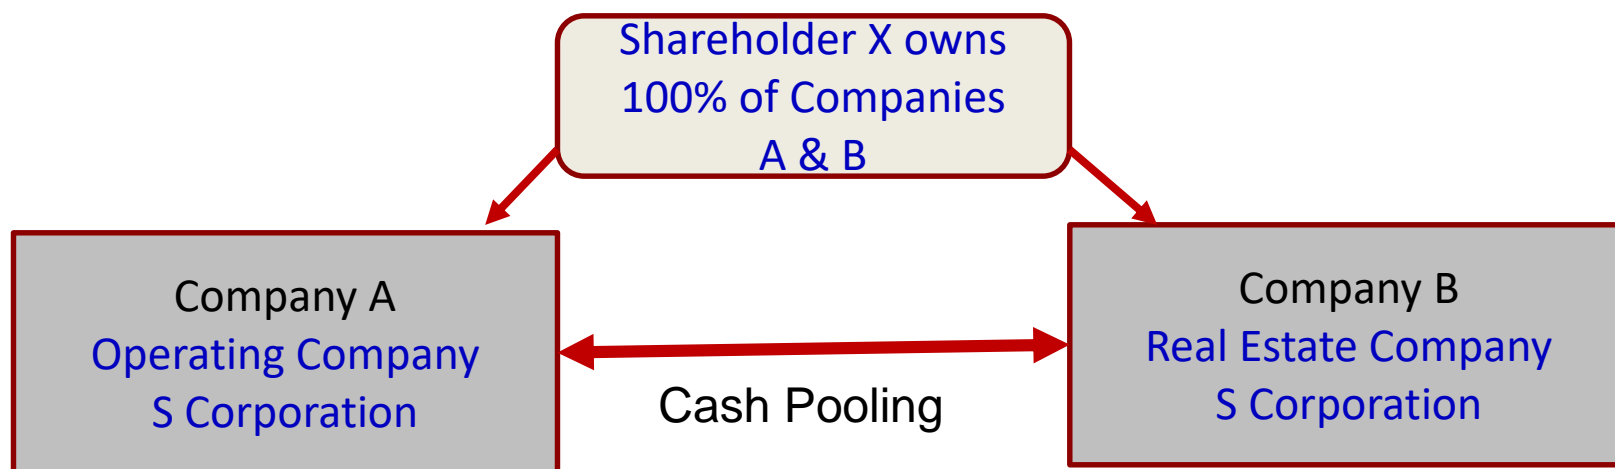 Shareholder X owns
100% of Companies
A & B
Company A
Operating Company
S Corporation
Cash Pooling
Company B
Real Estate Company
S Corporation